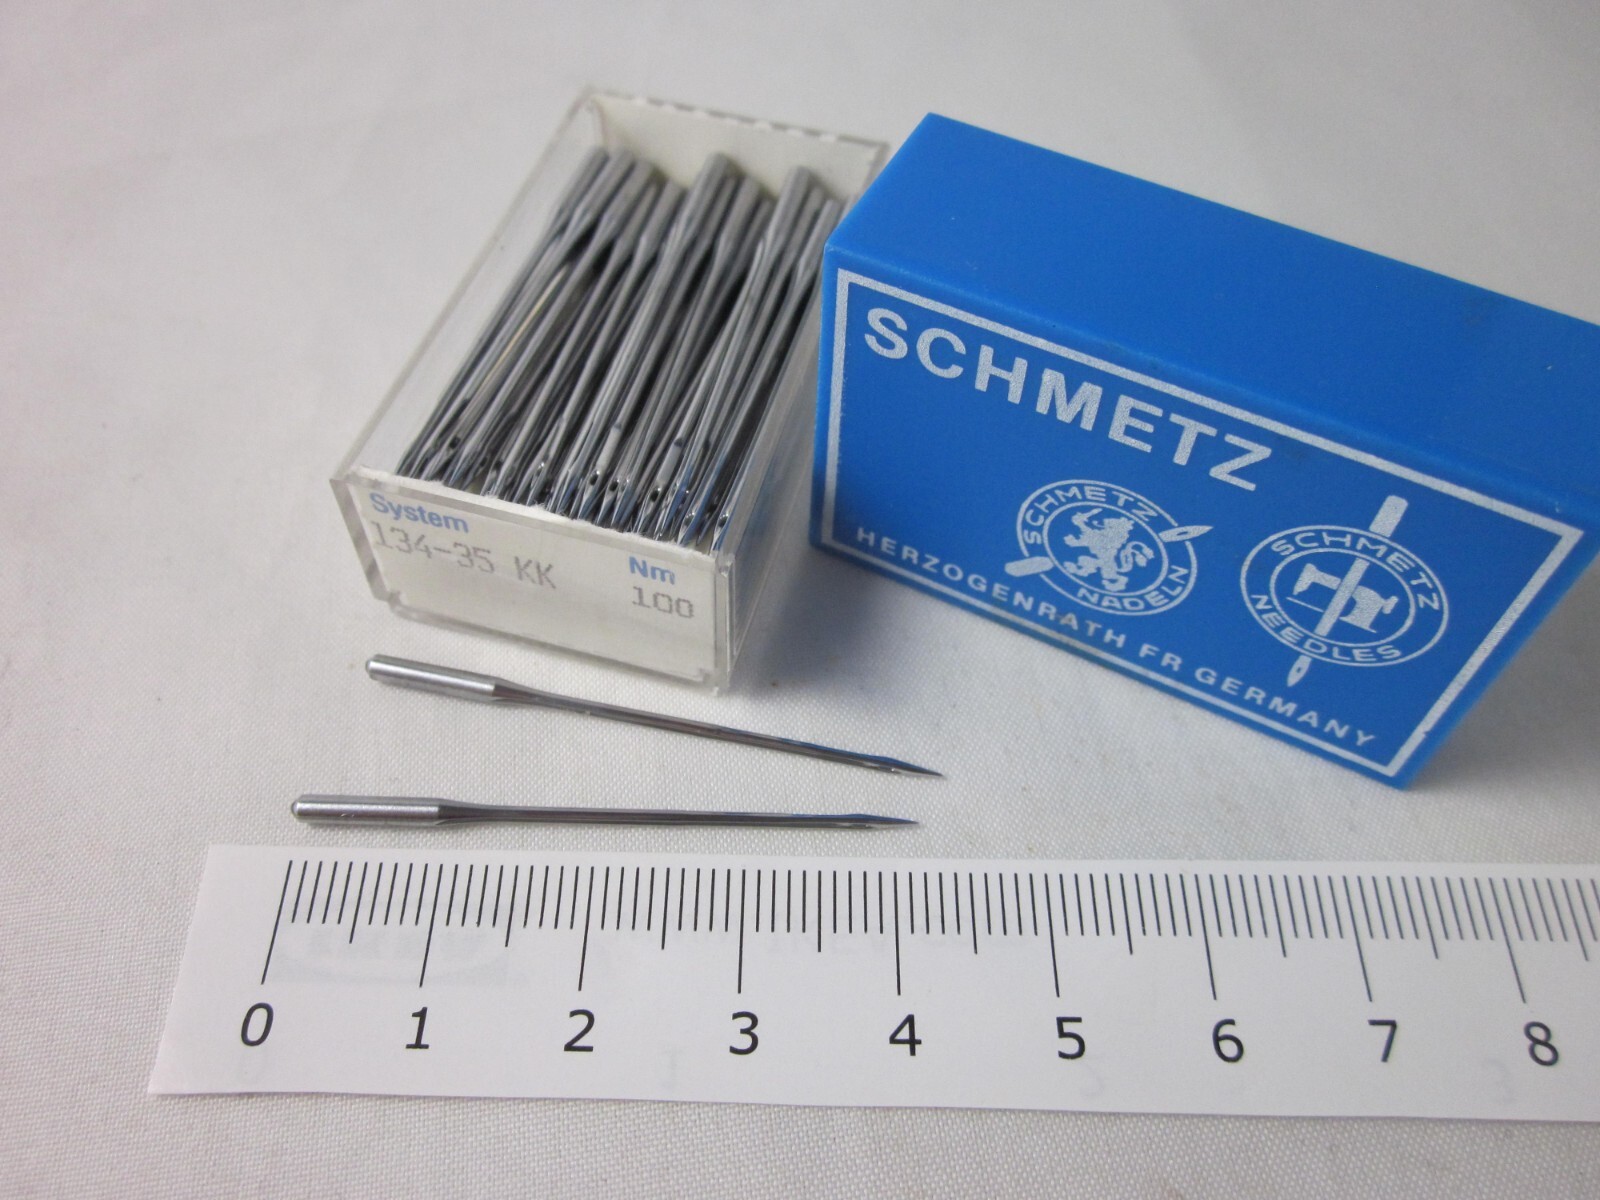 System
134-35 KK
Nm
100
SCHMETZ
SCHMETZ
NADELN
SCHMETZ
NEEDLES
HERZOGENRATH FR GERMANY
0 1 2 3 4 5 6 7 8